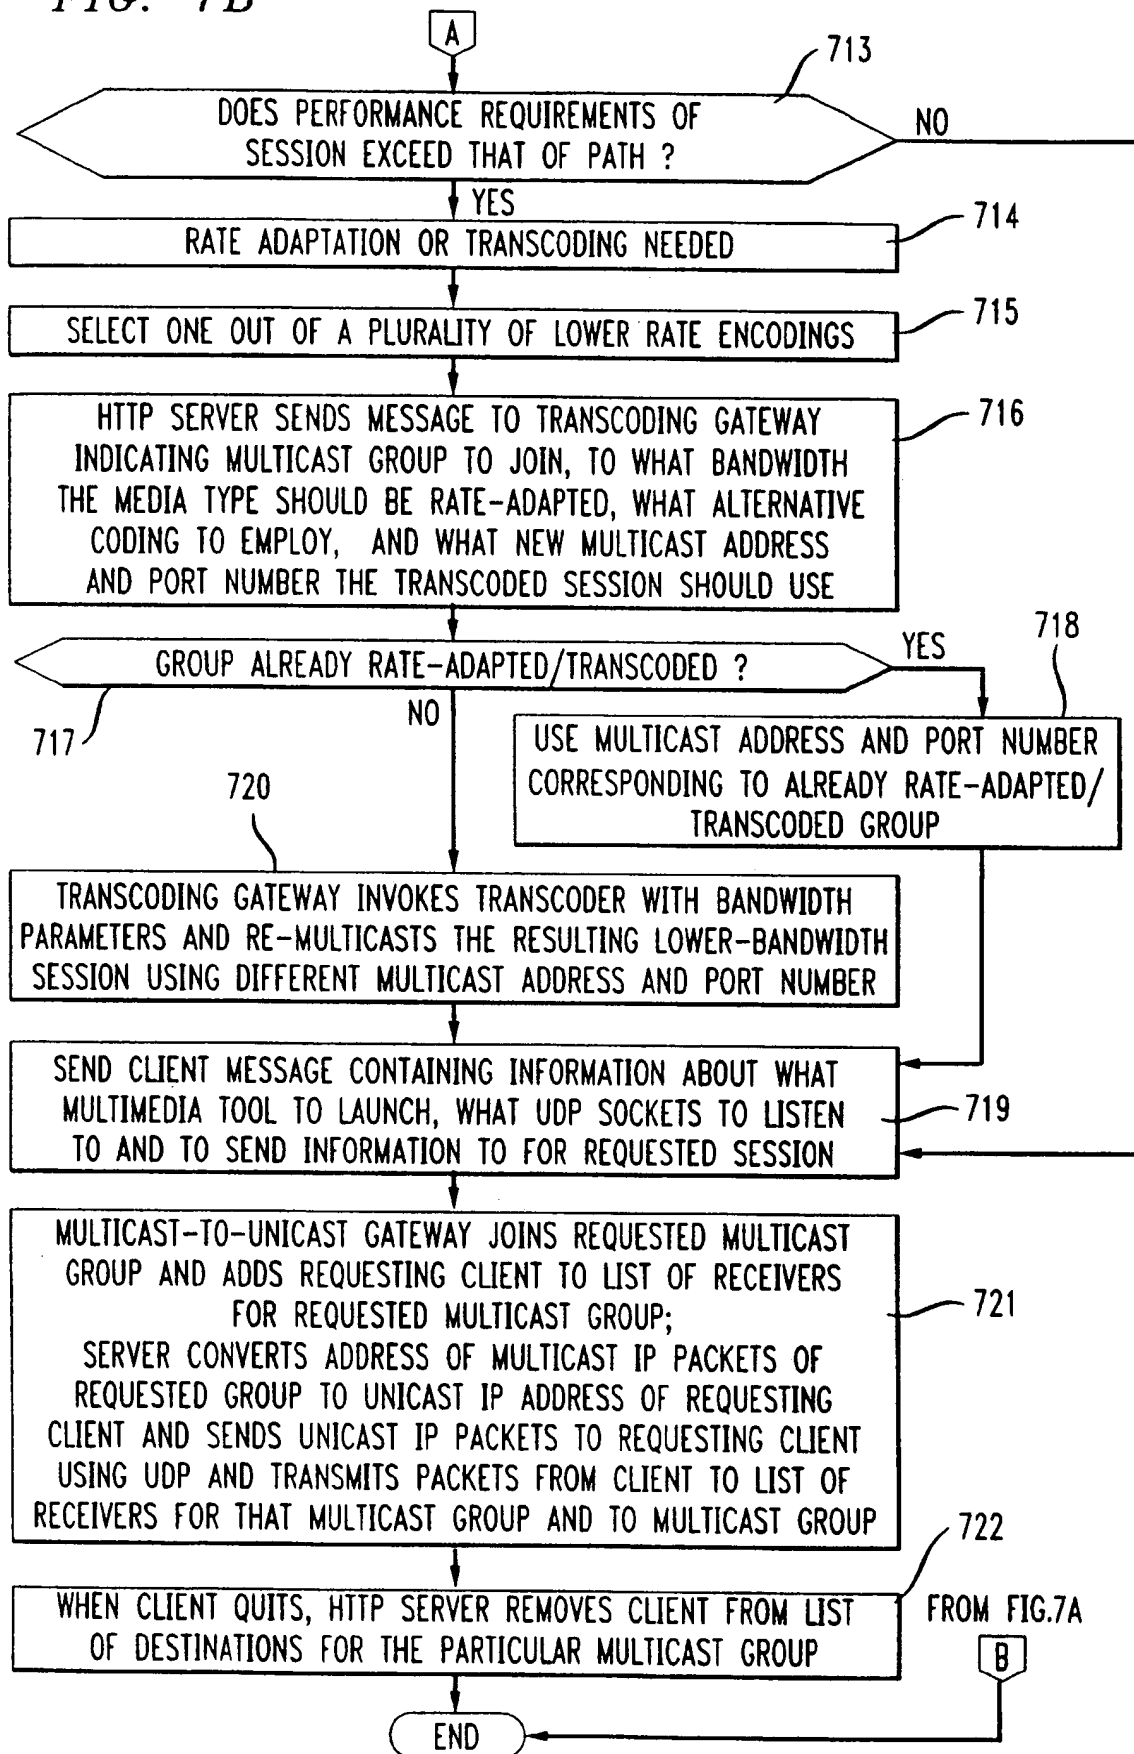 FIG. 7B
A
713
DOES PERFORMANCE REQUIREMENTS OF
SESSION EXCEED THAT OF PATH ?
NO
YES
714
RATE ADAPTATION OR TRANSCODING NEEDED
715
SELECT ONE OUT OF A PLURALITY OF LOWER RATE ENCODINGS
716
HTTP SERVER SENDS MESSAGE TO TRANSCODING GATEWAY
INDICATING MULTICAST GROUP TO JOIN, TO WHAT BANDWIDTH
THE MEDIA TYPE SHOULD BE RATE-ADAPTED, WHAT ALTERNATIVE
CODING TO EMPLOY, AND WHAT NEW MULTICAST ADDRESS
AND PORT NUMBER THE TRANSCODED SESSION SHOULD USE
GROUP ALREADY RATE-ADAPTED/TRANSCODED ?
YES
718
717
NO
USE MULTICAST ADDRESS AND PORT NUMBER
CORRESPONDING TO ALREADY RATE-ADAPTED/
TRANSCODED GROUP
720
TRANSCODING GATEWAY INVOKES TRANSCODER WITH BANDWIDTH
PARAMETERS AND RE-MULTICASTS THE RESULTING LOWER-BANDWIDTH
SESSION USING DIFFERENT MULTICAST ADDRESS AND PORT NUMBER
SEND CLIENT MESSAGE CONTAINING INFORMATION ABOUT WHAT
MULTIMEDIA TOOL TO LAUNCH, WHAT UDP SOCKETS TO LISTEN
TO AND TO SEND INFORMATION TO FOR REQUESTED SESSION
719
MULTICAST-TO-UNICAST GATEWAY JOINS REQUESTED MULTICAST
GROUP AND ADDS REQUESTING CLIENT TO LIST OF RECEIVERS
FOR REQUESTED MULTICAST GROUP;
SERVER CONVERTS ADDRESS OF MULTICAST IP PACKETS OF
REQUESTED GROUP TO UNICAST IP ADDRESS OF REQUESTING
CLIENT AND SENDS UNICAST IP PACKETS TO REQUESTING CLIENT
USING UDP AND TRANSMITS PACKETS FROM CLIENT TO LIST OF
RECEIVERS FOR THAT MULTICAST GROUP AND TO MULTICAST GROUP
721
722
WHEN CLIENT QUITS, HTTP SERVER REMOVES CLIENT FROM LIST
OF DESTINATIONS FOR THE PARTICULAR MULTICAST GROUP
FROM FIG.7A
B
END